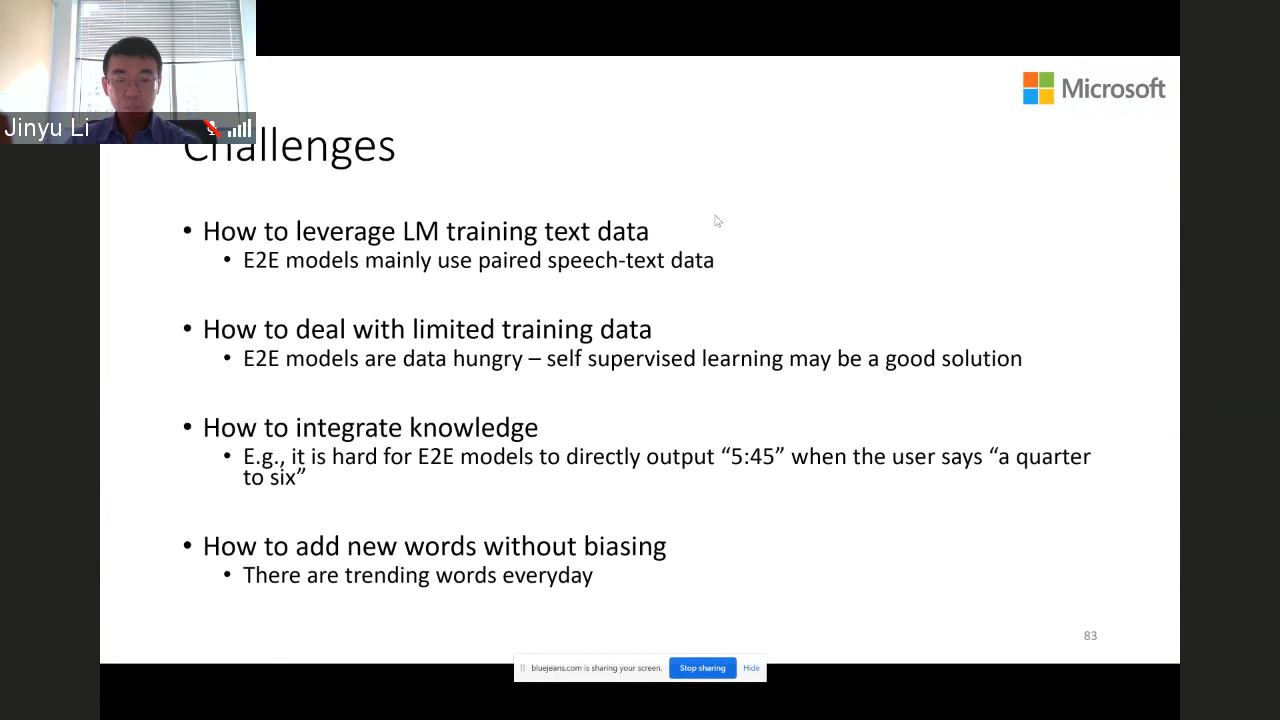 Microsoft
Jinyu Li
Challenges
• How to leverage LM training text data
• E2E models mainly use paired speech-text data
• How to deal with limited training data
• E2E models are data hungry – self supervised learning may be a good solution
• How to integrate knowledge
• E.g., it is hard for E2E models to directly output “5:45” when the user says “a quarter
to six”
• How to add new words without biasing
• There are trending words everyday
83
bluejeans.com is sharing your screen. Stop sharing Hide